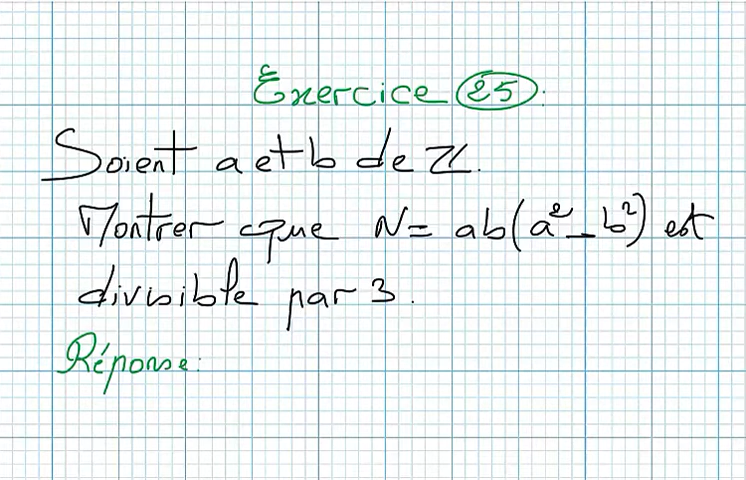 Exercice 25:
Soient a et b de ℤ.
Montrer que N = ab(a² - b²) est
divisible par 3.
Réponse: